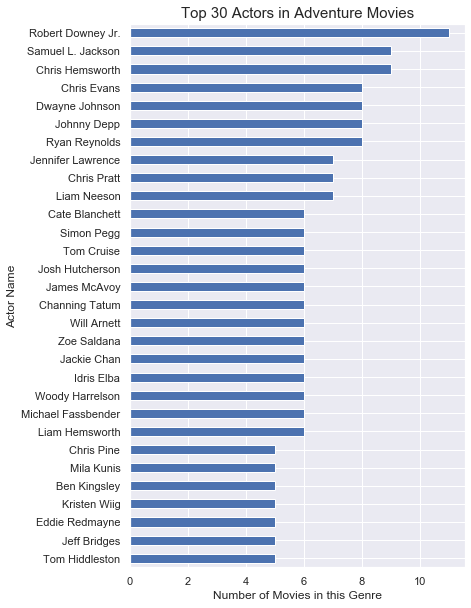 Top 30 Actors in Adventure Movies
Robert Downey Jr.
Samuel L. Jackson
Chris Hemsworth
Chris Evans
Dwayne Johnson
Johnny Depp
Ryan Reynolds
Jennifer Lawrence
Chris Pratt
Liam Neeson
Cate Blanchett
Simon Pegg
Tom Cruise
Josh Hutcherson
James McAvoy
Channing Tatum
Will Arnett
Zoe Saldana
Jackie Chan
Idris Elba
Woody Harrelson
Michael Fassbender
Liam Hemsworth
Chris Pine
Mila Kunis
Ben Kingsley
Kristen Wiig
Eddie Redmayne
Jeff Bridges
Tom Hiddleston
Actor Name
0 2 4 6 8 10
Number of Movies in this Genre